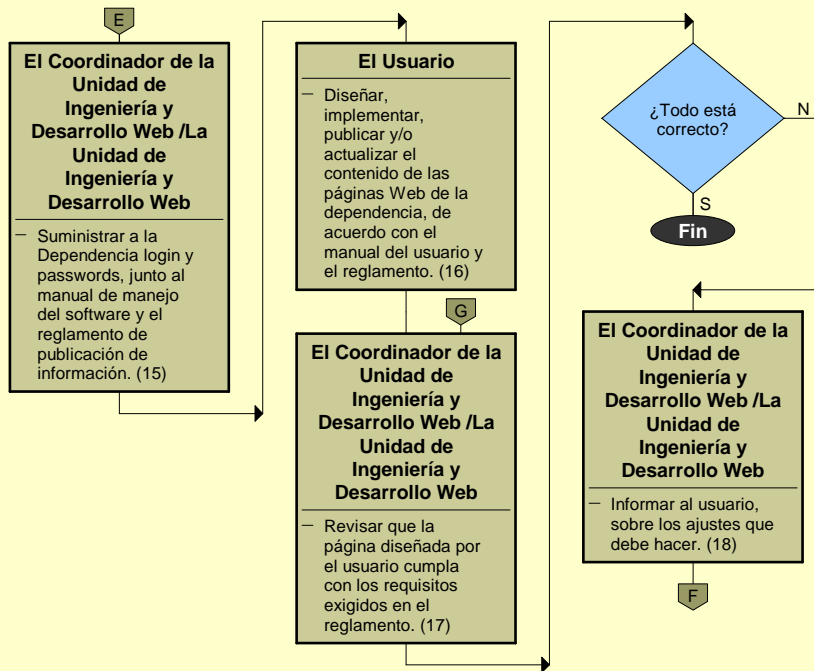 E
El Coordinador de la
Unidad de
Ingeniería y
Desarrollo Web /La
Unidad de
Ingeniería y
Desarrollo Web
– Suministrar a la
Dependencia login y
passwords, junto al
manual de manejo
del software y el
reglamento de
publicación de
información. (15)
El Usuario
– Diseñar,
implementar,
publicar y/o
actualizar el
contenido de las
páginas Web de la
dependencia, de
acuerdo con el
manual del usuario y
el reglamento. (16)
G
El Coordinador de la
Unidad de
Ingeniería y
Desarrollo Web /La
Unidad de
Ingeniería y
Desarrollo Web
– Revisar que la
página diseñada por
el usuario cumpla
con los requisitos
exigidos en el
reglamento. (17)
¿Todo está
correcto?
N
S
Fin
El Coordinador de la
Unidad de
Ingeniería y
Desarrollo Web /La
Unidad de
Ingeniería y
Desarrollo Web
– Informar al usuario,
sobre los ajustes que
debe hacer. (18)
F